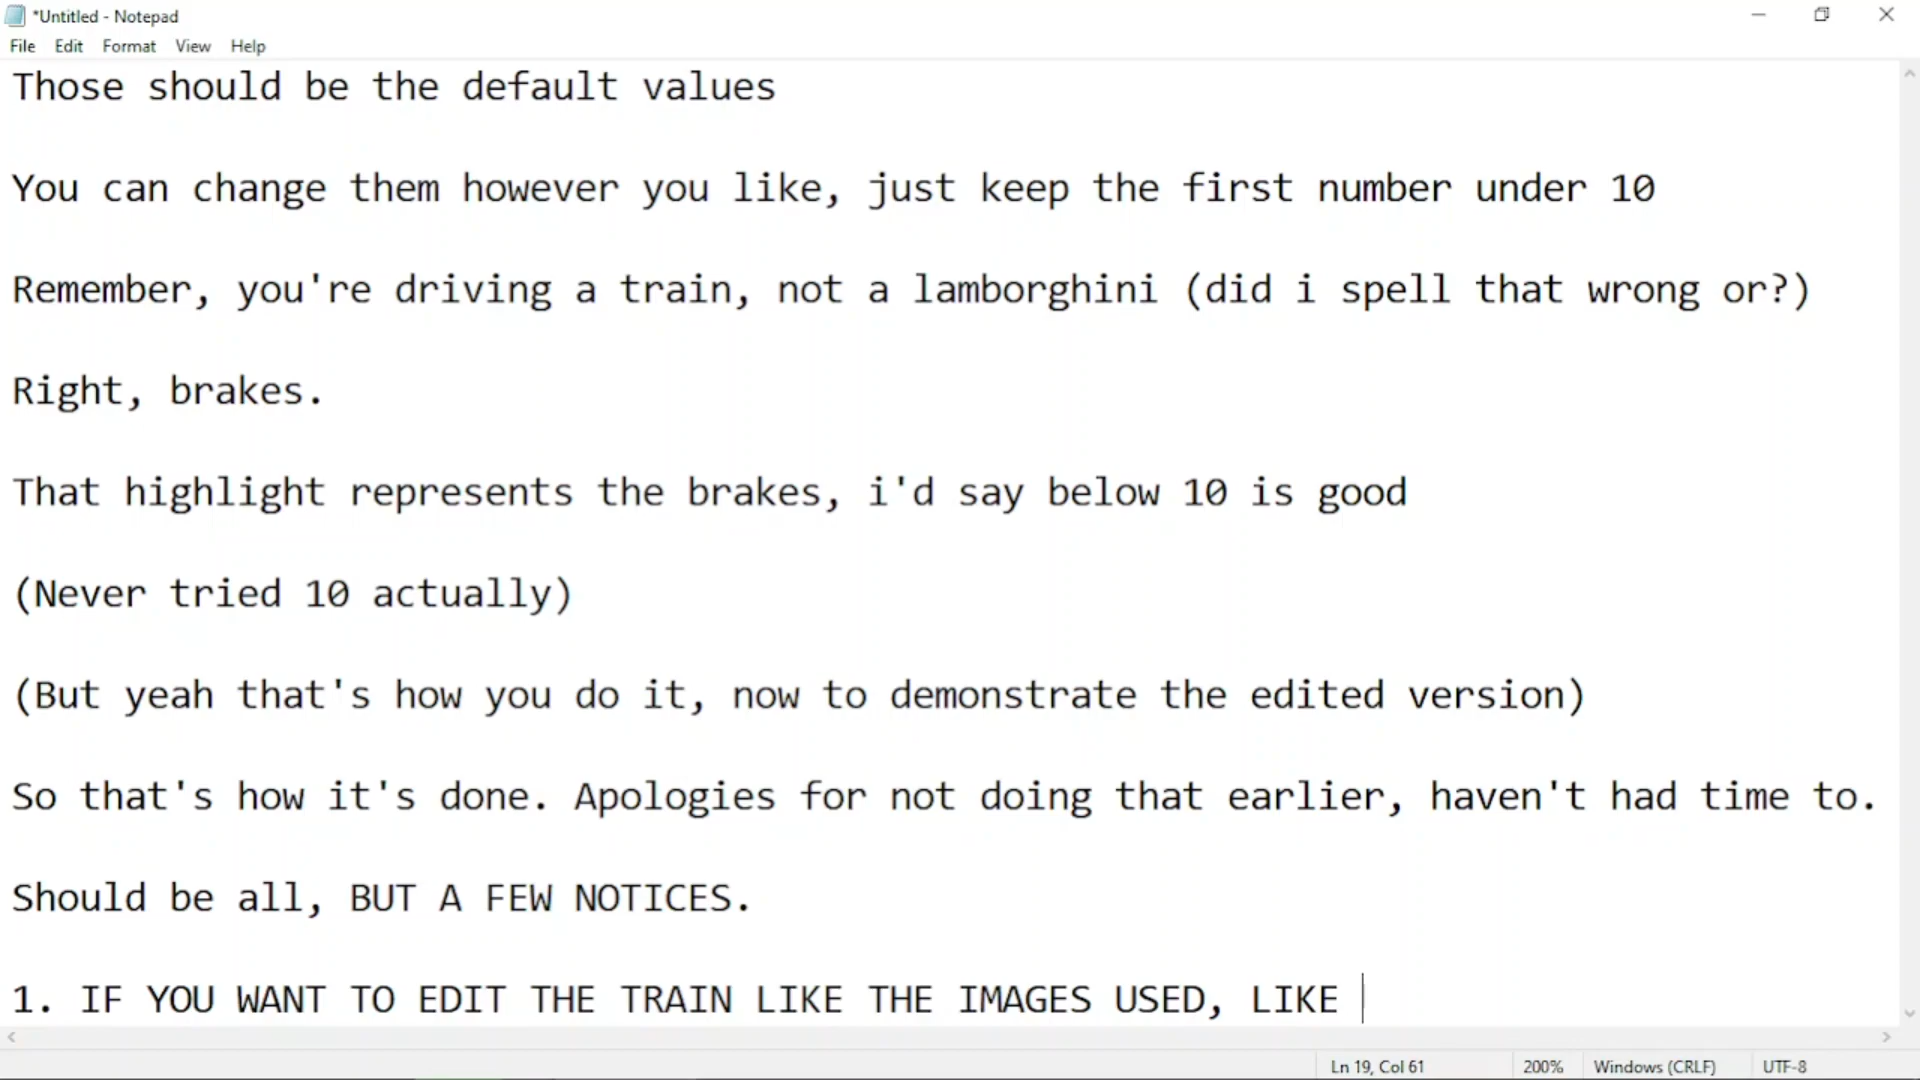 *Untitled - Notepad
File Edit Format View Help
Those should be the default values
You can change them however you like, just keep the first number under 10
Remember, you're driving a train, not a lamborghini (did i spell that wrong or?)
Right, brakes.
That highlight represents the brakes, i'd say below 10 is good
(Never tried 10 actually)
(But yeah that's how you do it, now to demonstrate the edited version)
So that's how it's done. Apologies for not doing that earlier, haven't had time to.
Should be all, BUT A FEW NOTICES.
1. IF YOU WANT TO EDIT THE TRAIN LIKE THE IMAGES USED, LIKE
Ln 19, Col 61 200% Windows (CRLF) UTF-8